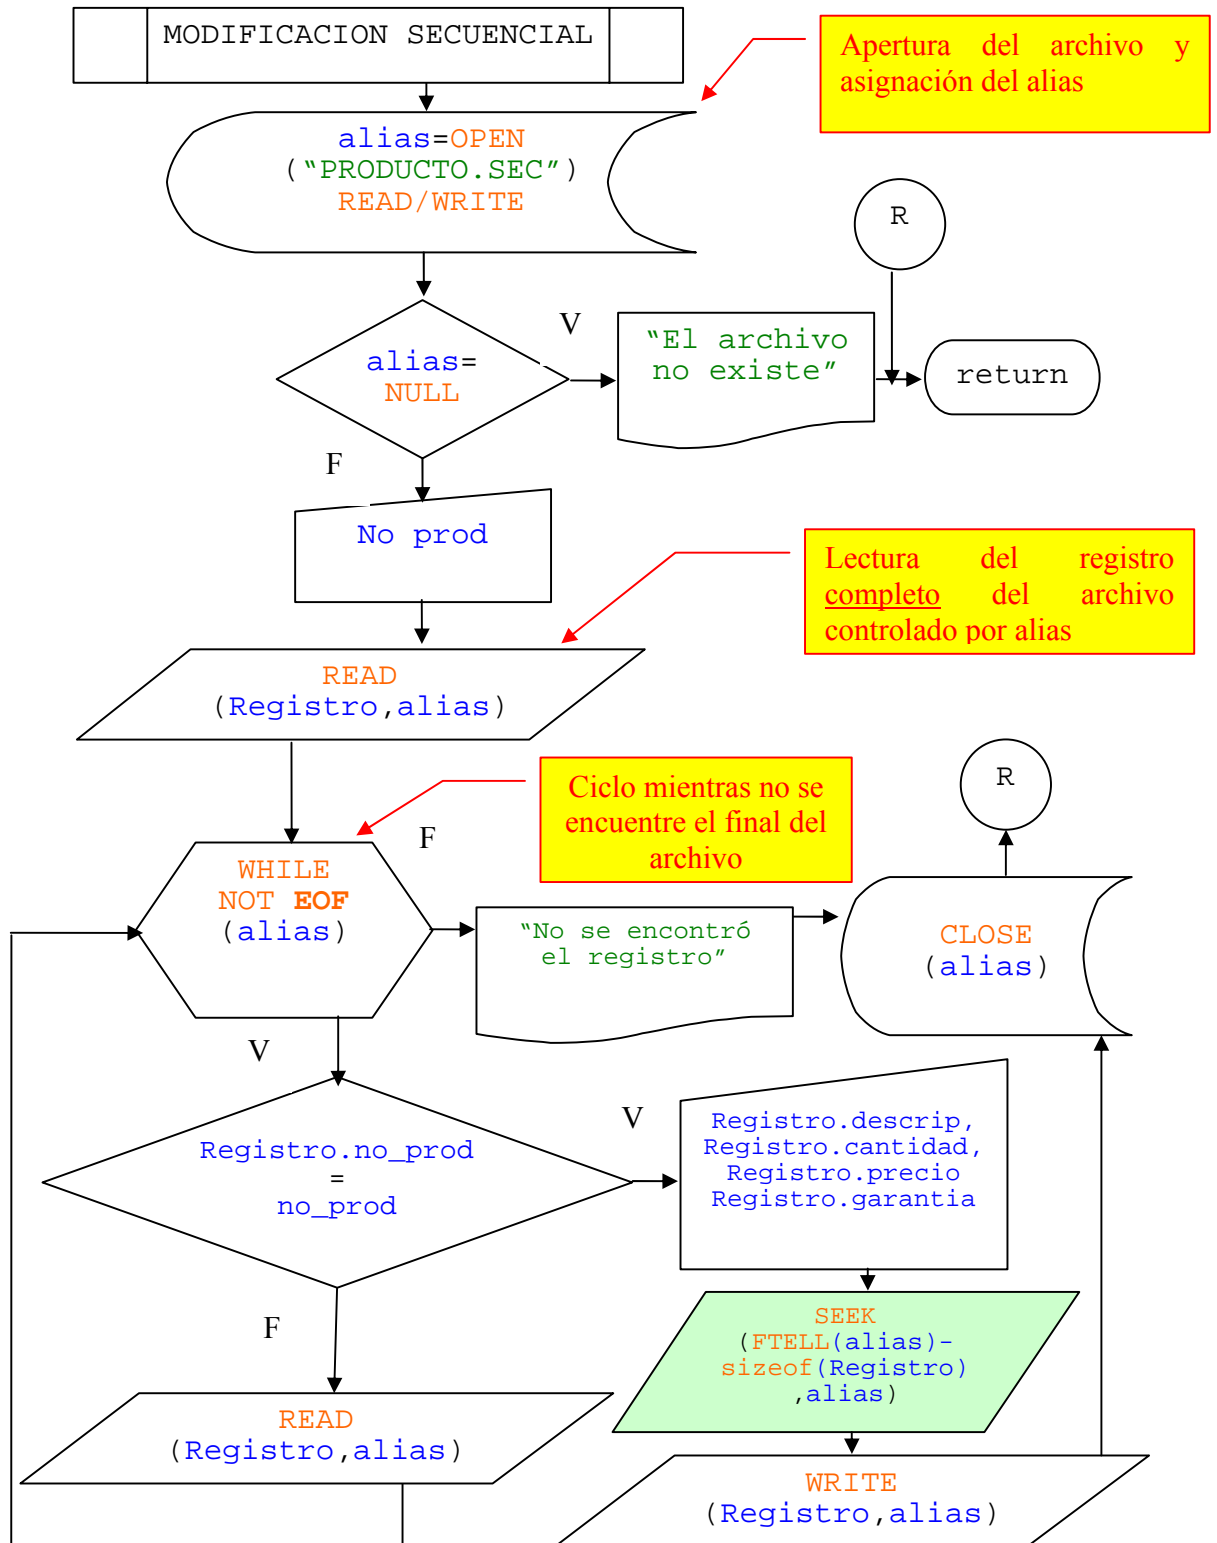 MODIFICACION SECUENCIAL
Apertura del archivo y
asignación del alias
alias=OPEN
(“PRODUCTO.SEC”)
READ/WRITE
R
alias=
NULL
V
“El archivo
no existe”
return
F
No prod
Lectura del registro
completo del archivo
controlado por alias
READ
(Registro,alias)
Ciclo mientras no se
encuentre el final del
archivo
R
WHILE
NOT EOF
(alias)
F
“No se encontró
el registro”
CLOSE
(alias)
V
Registro.no_prod
=
no_prod
V
Registro.descrip,
Registro.cantidad,
Registro.precio
Registro.garantia
F
SEEK
(FTELL(alias)-
sizeof(Registro)
,alias)
READ
(Registro,alias)
WRITE
(Registro,alias)